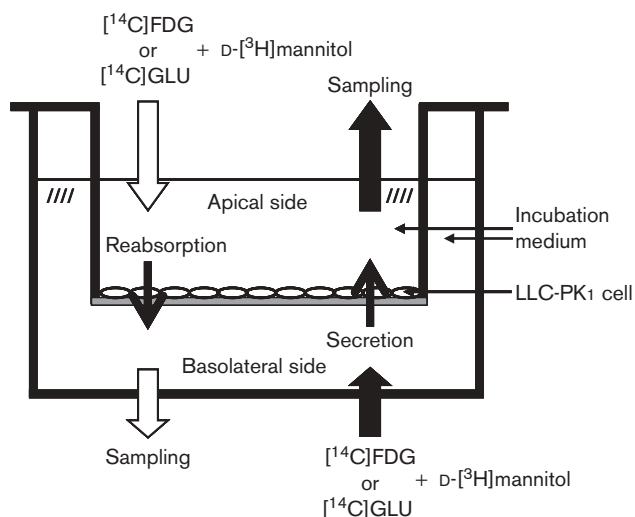 [¹⁴C]FDG
or + D-[³H]mannitol
[¹⁴C]GLU
Sampling
Apical side
Incubation
medium
Reabsorption
LLC-PK1 cell
Secretion
Basolateral side
Sampling
[¹⁴C]FDG
or + D-[³H]mannitol
[¹⁴C]GLU